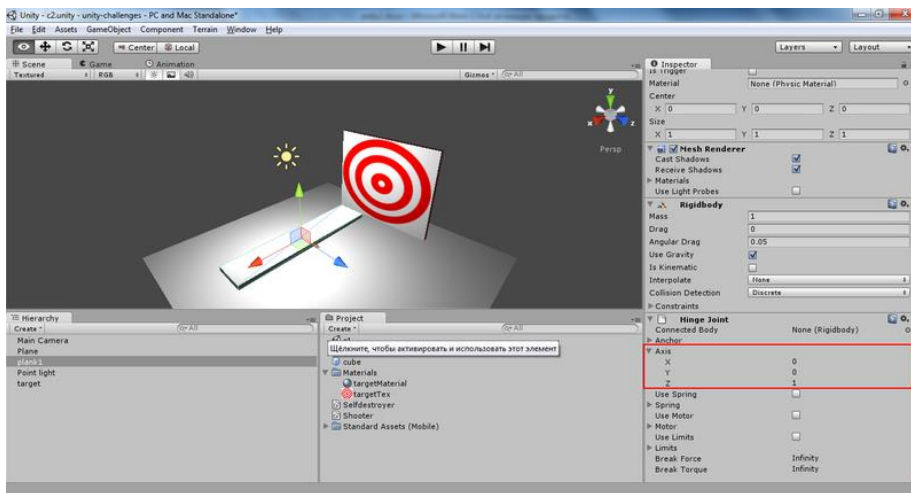 Unity - c2.unity - unity-challenges - PC and Mac Standalone*
File Edit Assets GameObject Component Terrain Window Help
Center Local Layers Layout
Scene Game Animation
Textured RGB Gizmos All
y
x z
Persp
Hierarchy
Create All
Main Camera
Plane
plank1
Point light
target
Project
Create All
Щёлкните, чтобы активировать и использовать этот элемент
cube
Materials
targetMaterial
targetTex
Selfdestroyer
Shooter
Standard Assets (Mobile)
Inspector
Is Trigger
Material None (Physic Material)
Center
X 0 Y 0 Z 0
Size
X 1 Y 1 Z 1
Mesh Renderer
Cast Shadows
Receive Shadows
Materials
Use Light Probes
Rigidbody
Mass 1
Drag 0
Angular Drag 0.05
Use Gravity
Is Kinematic
Interpolate None
Collision Detection Discrete
Constraints
Hinge Joint
Connected Body None (Rigidbody)
Anchor
Axis
X 0
Y 0
Z 1
Use Spring
Spring
Use Motor
Motor
Use Limits
Limits
Break Force Infinity
Break Torque Infinity